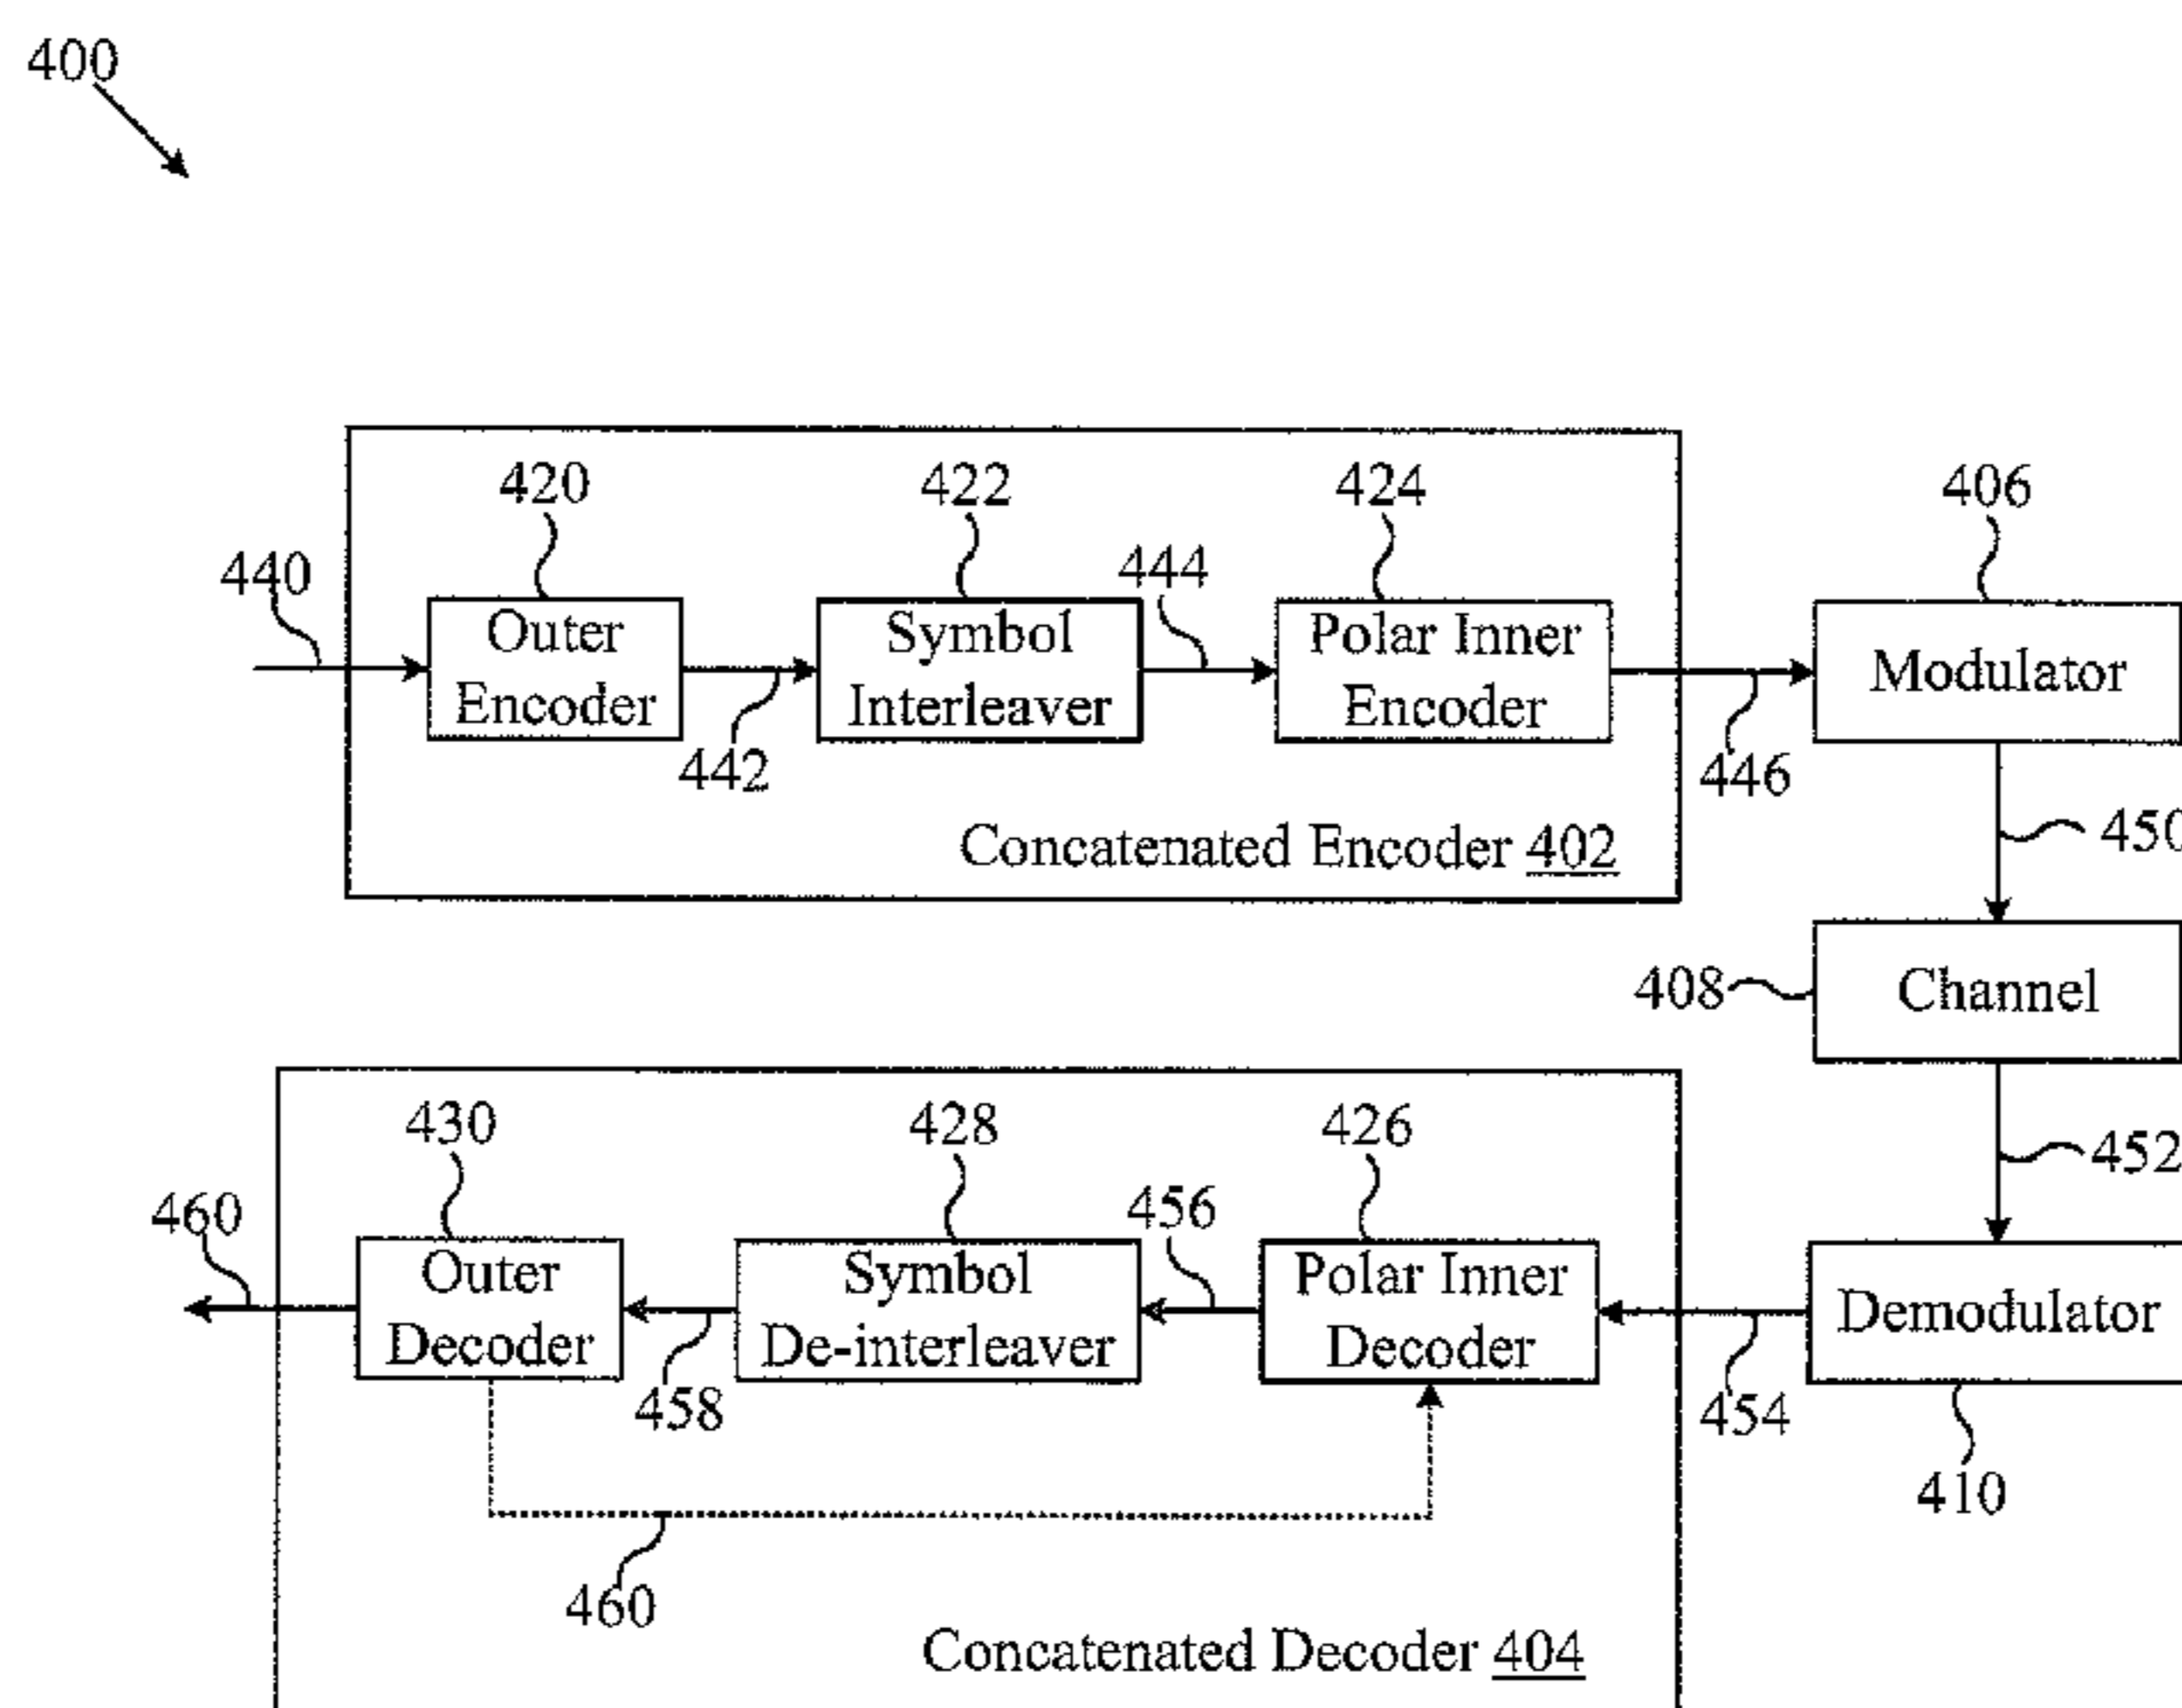 400
420
422
424
406
440
444
Outer
Encoder
Symbol
Interleaver
Polar Inner
Encoder
Modulator
442
446
450
Concatenated Encoder 402
408
Channel
452
430
428
426
460
456
Outer
Decoder
Symbol
De-interleaver
Polar Inner
Decoder
Demodulator
458
454
410
460
Concatenated Decoder 404